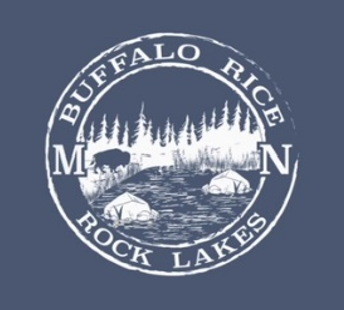 BUFFALO RICE
M N
ROCK LAKES